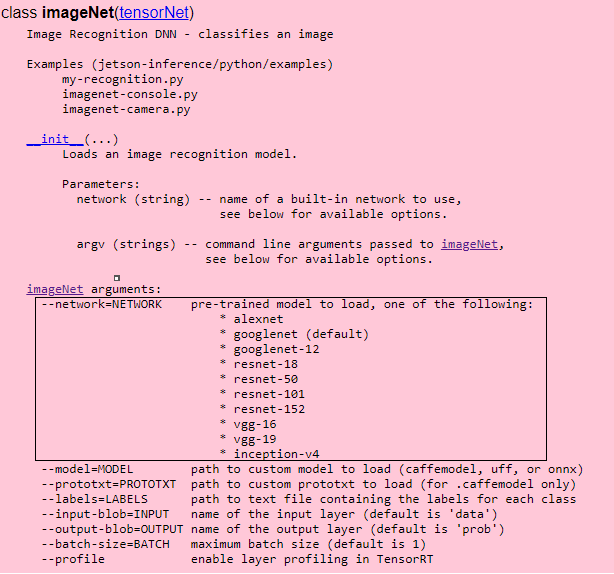 class imageNet(tensorNet)
Image Recognition DNN - classifies an image
Examples (jetson-inference/python/examples)
my-recognition.py
imagenet-console.py
imagenet-camera.py
__init__(...)
Loads an image recognition model.
Parameters:
network (string) -- name of a built-in network to use,
see below for available options.
argv (strings) -- command line arguments passed to imageNet,
see below for available options.
imageNet arguments:
--network=NETWORK pre-trained model to load, one of the following:
* alexnet
* googlenet (default)
* googlenet-12
* resnet-18
* resnet-50
* resnet-101
* resnet-152
* vgg-16
* vgg-19
* inception-v4
--model=MODEL path to custom model to load (caffemodel, uff, or onnx)
--prototxt=PROTOTXT path to custom prototxt to load (for .caffemodel only)
--labels=LABELS path to text file containing the labels for each class
--input-blob=INPUT name of the input layer (default is 'data')
--output-blob=OUTPUT name of the output layer (default is 'prob')
--batch-size=BATCH maximum batch size (default is 1)
--profile enable layer profiling in TensorRT